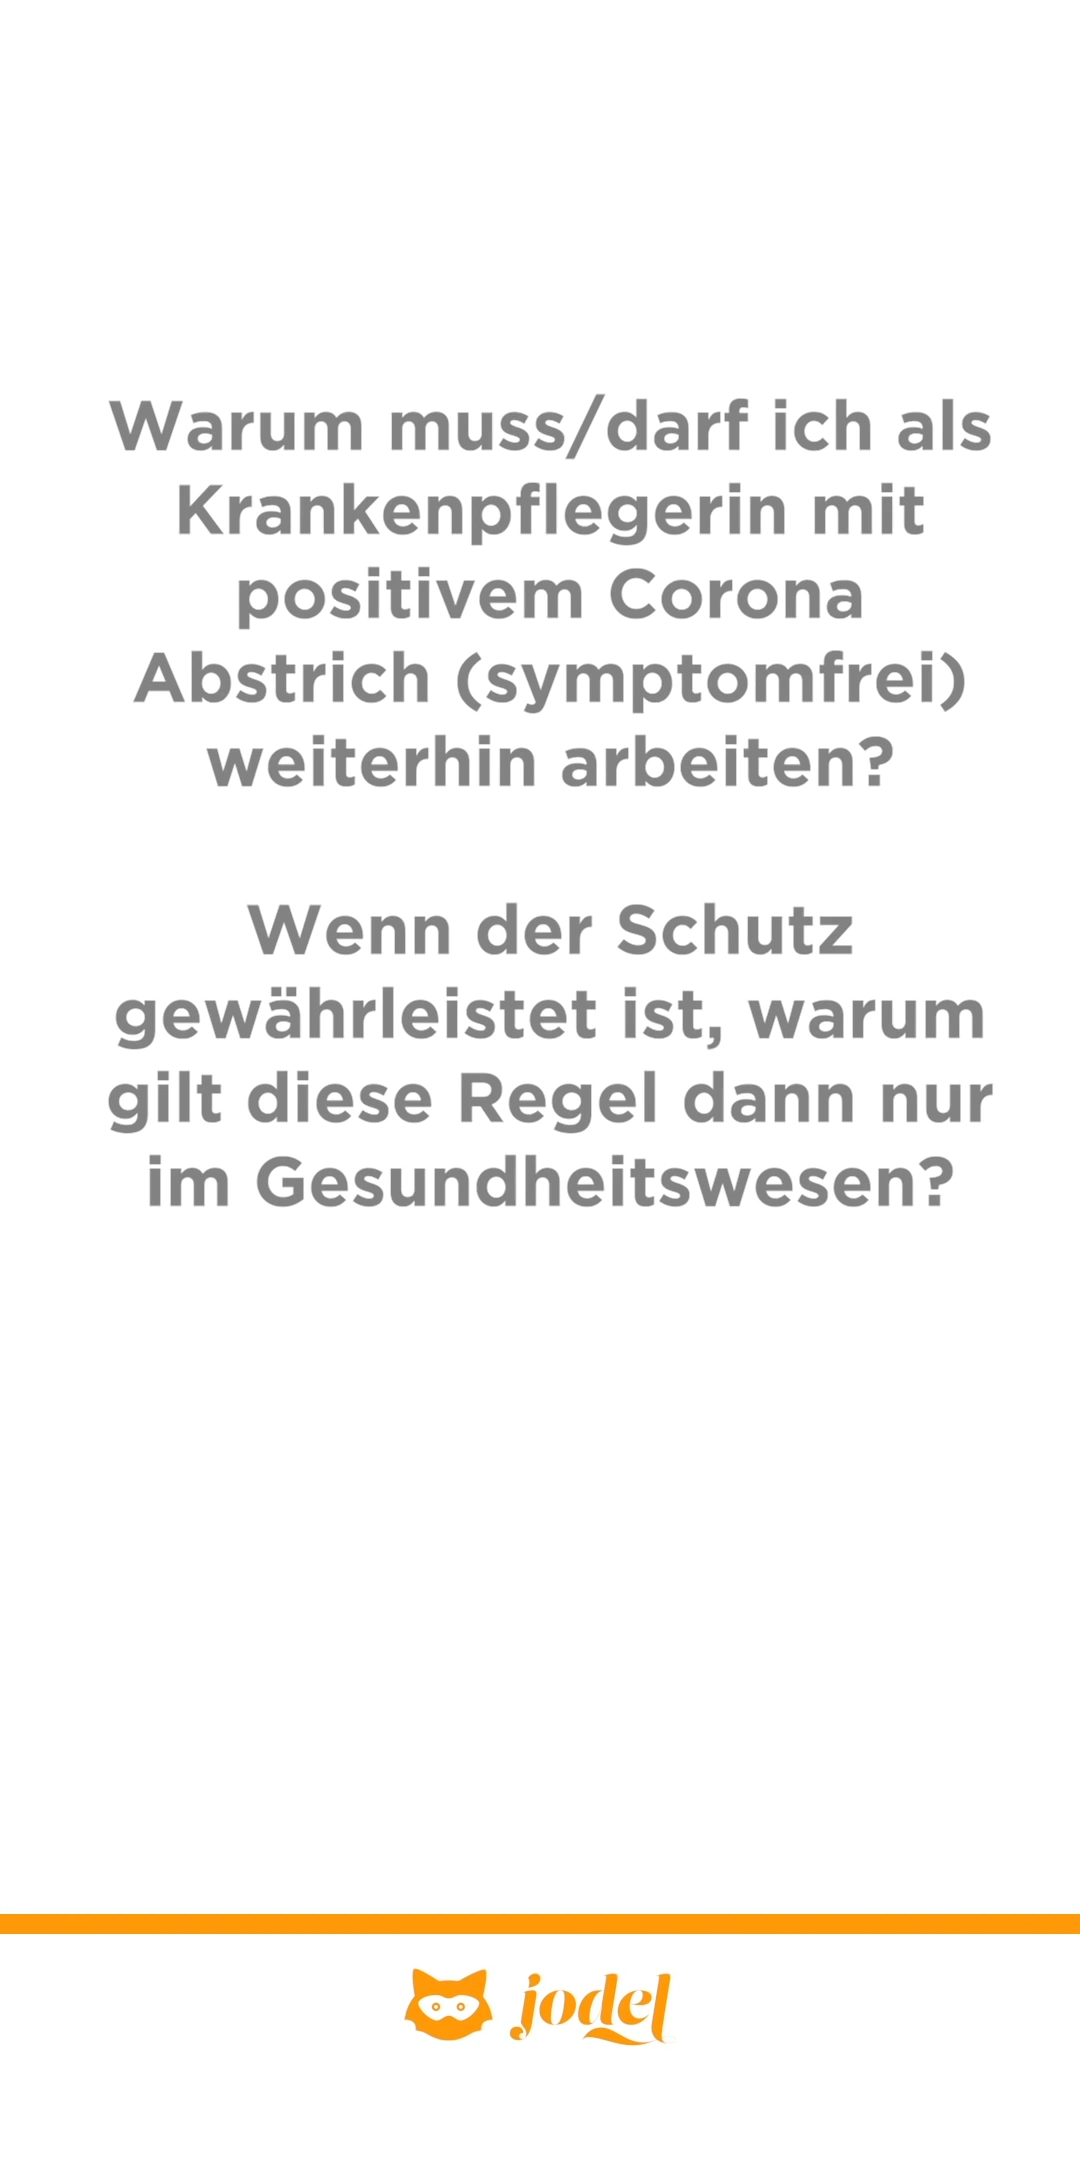 Warum muss/darf ich als
Krankenpflegerin mit
positivem Corona
Abstrich (symptomfrei)
weiterhin arbeiten?
Wenn der Schutz
gewährleistet ist, warum
gilt diese Regel dann nur
im Gesundheitswesen?
jodel